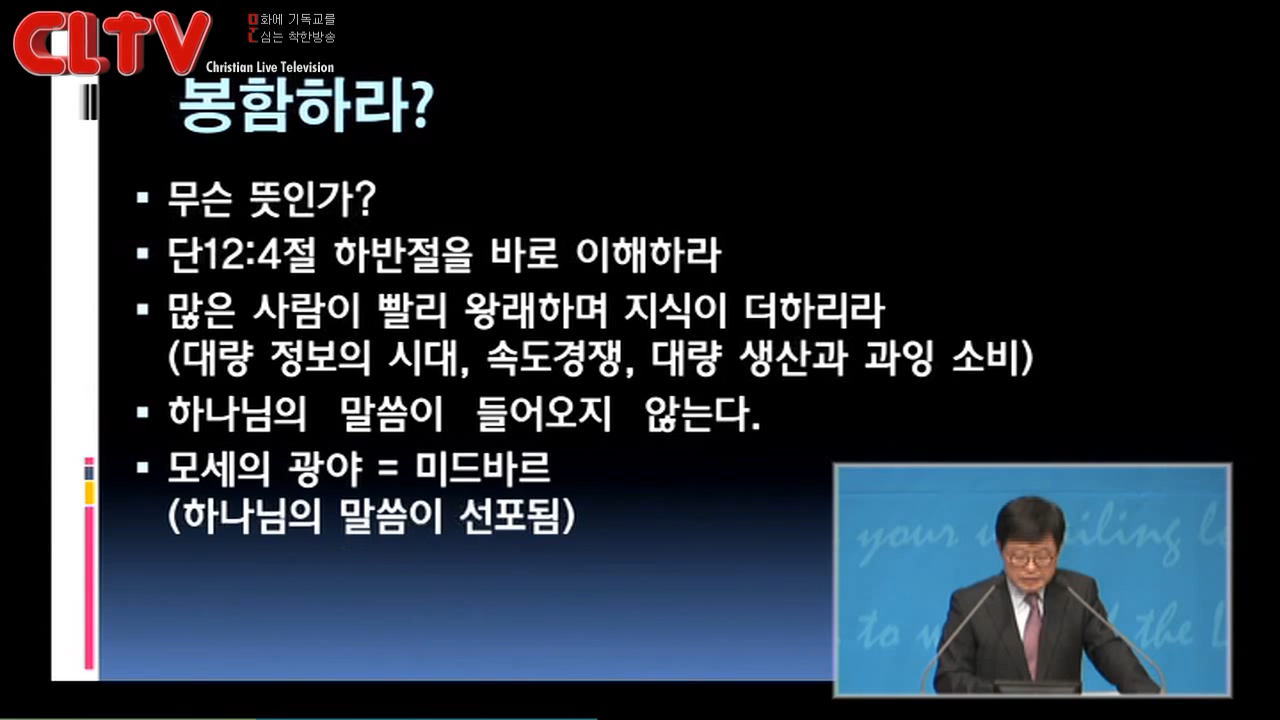 CLTV
문화에 기독교를
심는 착한방송
Christian Live Television
봉함하라?
무슨 뜻인가?
단12:4절 하반절을 바로 이해하라
많은 사람이 빨리 왕래하며 지식이 더하리라
(대량 정보의 시대, 속도경쟁, 대량 생산과 과잉 소비)
하나님의 말씀이 들어오지 않는다.
모세의 광야 = 미드바르
(하나님의 말씀이 선포됨)
your
to
the